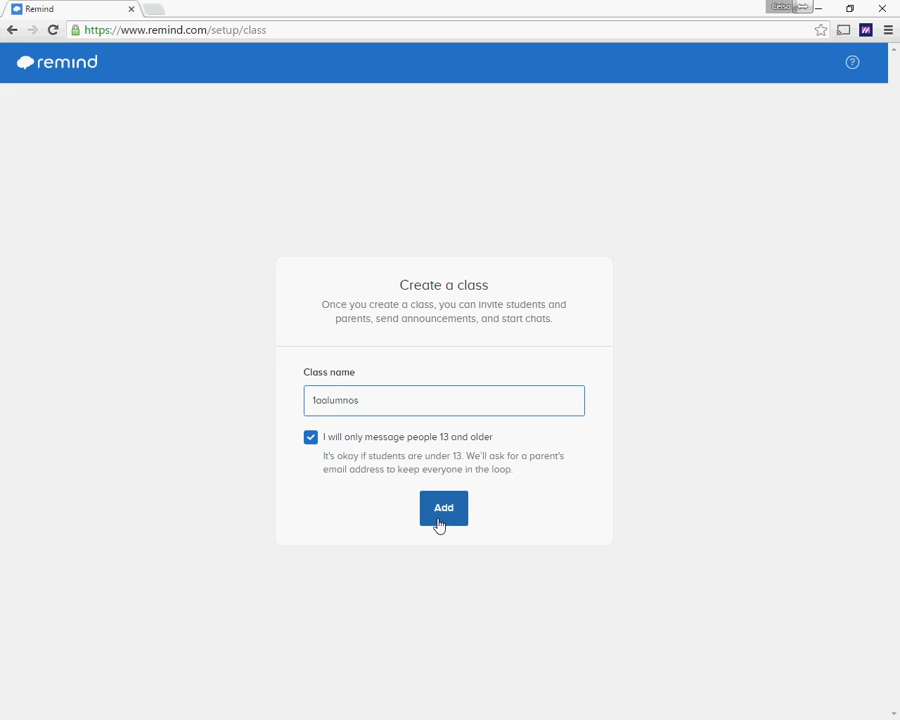 Remind
Celso
https://www.remind.com/setup/class
remind
?
Create a class
Once you create a class, you can invite students and
parents, send announcements, and start chats.
Class name
1aalumnos
I will only message people 13 and older
It's okay if students are under 13. We'll ask for a parent's
email address to keep everyone in the loop.
Add